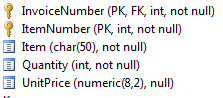 InvoiceNumber (PK, FK, int, not null)
ItemNumber (PK, int, not null)
Item (char(50), not null)
Quantity (int, not null)
UnitPrice (numeric(8,2), null)